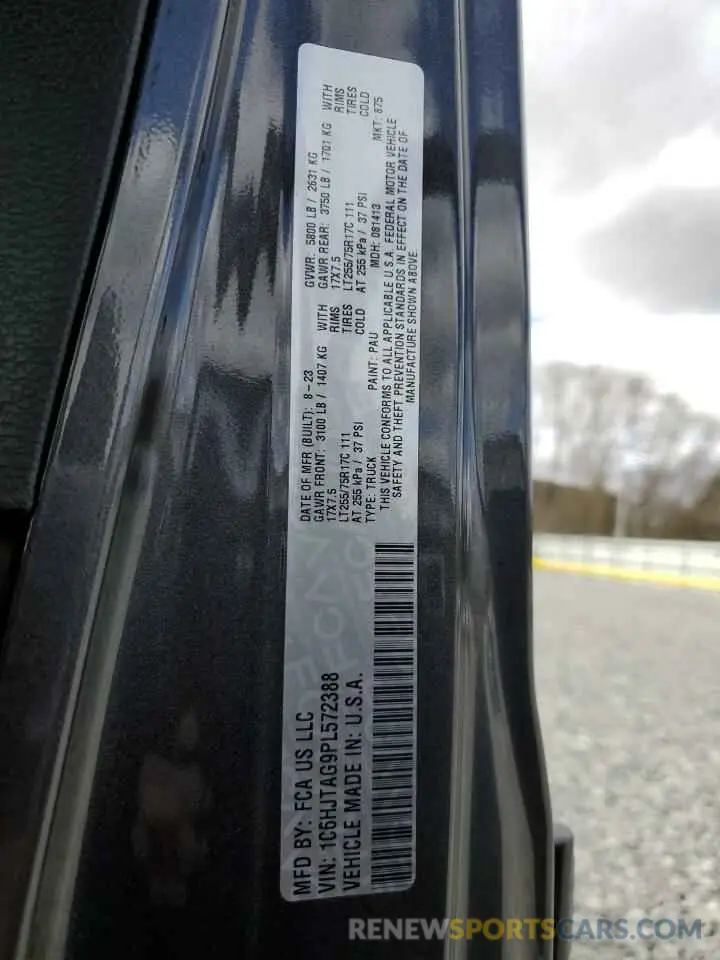 MFD BY: FCA US LLC
VIN: 1C6HJTAG9PL572388
VEHICLE MADE IN: U.S.A.
DATE OF MFR (BUILT): 8-23
GAWR FRONT: 3100 LB / 1407 KG WITH
17X7.5 RIMS
LT255/75R17C 111 TIRES
AT 255 kPa / 37 PSI COLD
TYPE: TRUCK PAINT: PAU
GVWR: 5800 LB / 2631 KG
GAWR REAR: 3750 LB / 1701 KG WITH
17X7.5 RIMS
LT255/75R17C 111 TIRES
AT 255 kPa / 37 PSI COLD
MDH: 081413 MKT: 875
THIS VEHICLE CONFORMS TO ALL APPLICABLE U.S.A. FEDERAL MOTOR VEHICLE
SAFETY AND THEFT PREVENTION STANDARDS IN EFFECT ON THE DATE OF
MANUFACTURE SHOWN ABOVE.
RENEWSPORTSCARS.COM